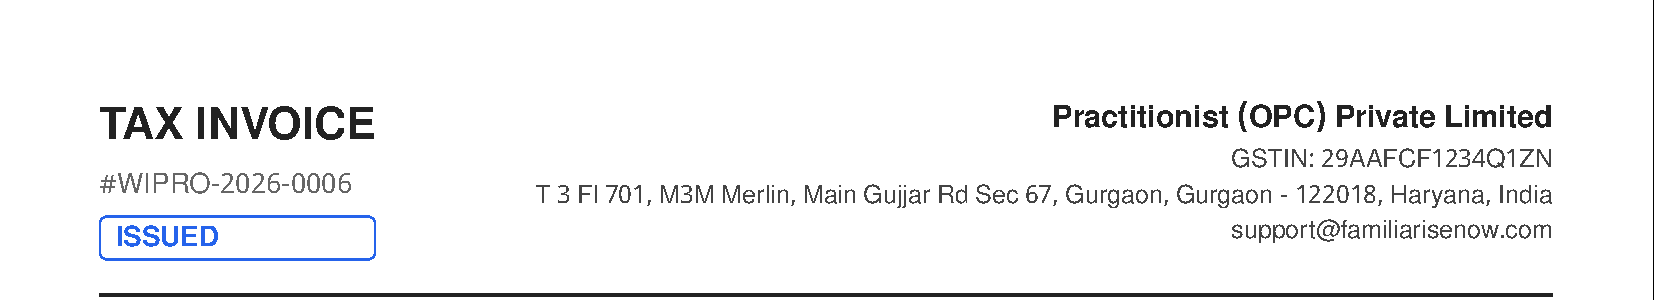 TAX INVOICE
#WIPRO-2026-0006
ISSUED
Practitionist (OPC) Private Limited
GSTIN: 29AAFCF1234Q1ZN
T 3 Fl 701, M3M Merlin, Main Gujjar Rd Sec 67, Gurgaon, Gurgaon - 122018, Haryana, India
support@familiarisenow.com